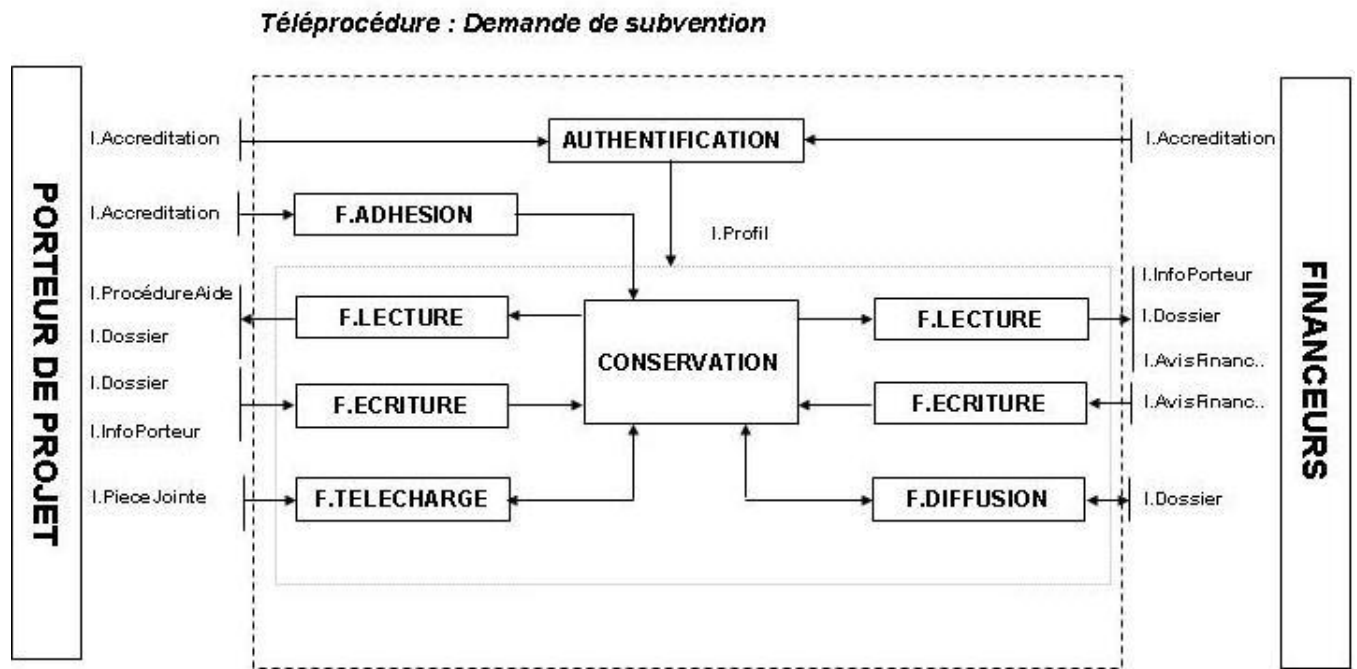 Téléprocédure : Demande de subvention
PORTEUR DE PROJET
I.Accreditation
I.Accreditation
I.ProcédureAide
I.Dossier
I.Dossier
I.InfoPorteur
I.PieceJointe
AUTHENTIFICATION
F.ADHESION
I.Profil
F.LECTURE
F.ECRITURE
F.TELECHARGE
CONSERVATION
F.LECTURE
F.ECRITURE
F.DIFFUSION
I.Accreditation
I.InfoPorteur
I.Dossier
I.AvisFinanc..
I.AvisFinanc..
I.Dossier
FINANCEURS